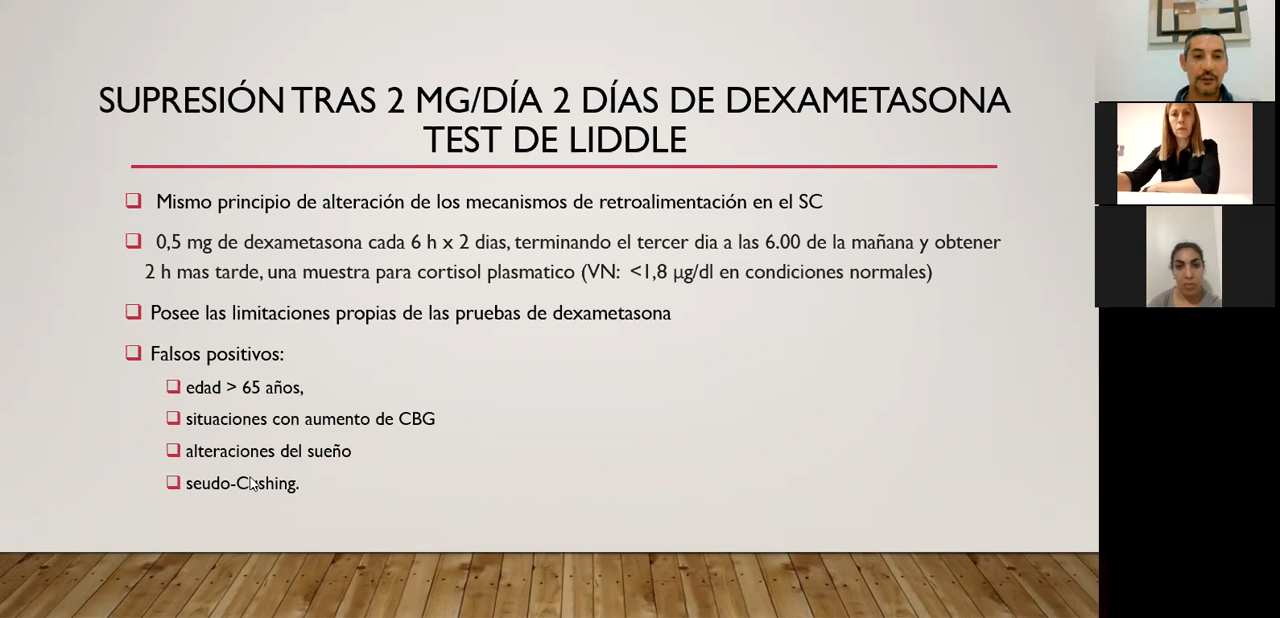 SUPRESIÓN TRAS 2 MG/DÍA 2 DÍAS DE DEXAMETASONA
TEST DE LIDDLE
Mismo principio de alteración de los mecanismos de retroalimentación en el SC
0,5 mg de dexametasona cada 6 h x 2 dias, terminando el tercer dia a las 6.00 de la mañana y obtener
2 h mas tarde, una muestra para cortisol plasmatico (VN: <1,8 µg/dl en condiciones normales)
Posee las limitaciones propias de las pruebas de dexametasona
Falsos positivos:
edad > 65 años,
situaciones con aumento de CBG
alteraciones del sueño
seudo-Cushing.